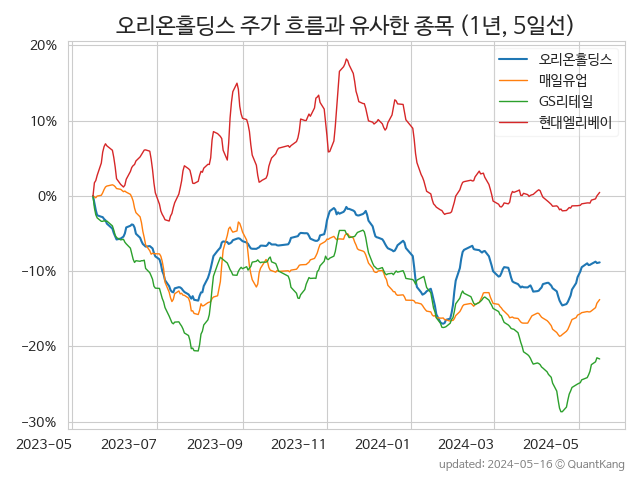 오리온홀딩스 주가 흐름과 유사한 종목 (1년, 5일선)
오리온홀딩스
매일유업
GS리테일
현대엘리베이
20%
10%
0%
−10%
−20%
−30%
2023-05
2023-07
2023-09
2023-11
2024-01
2024-03
2024-05
updated: 2024-05-16 © QuantKang